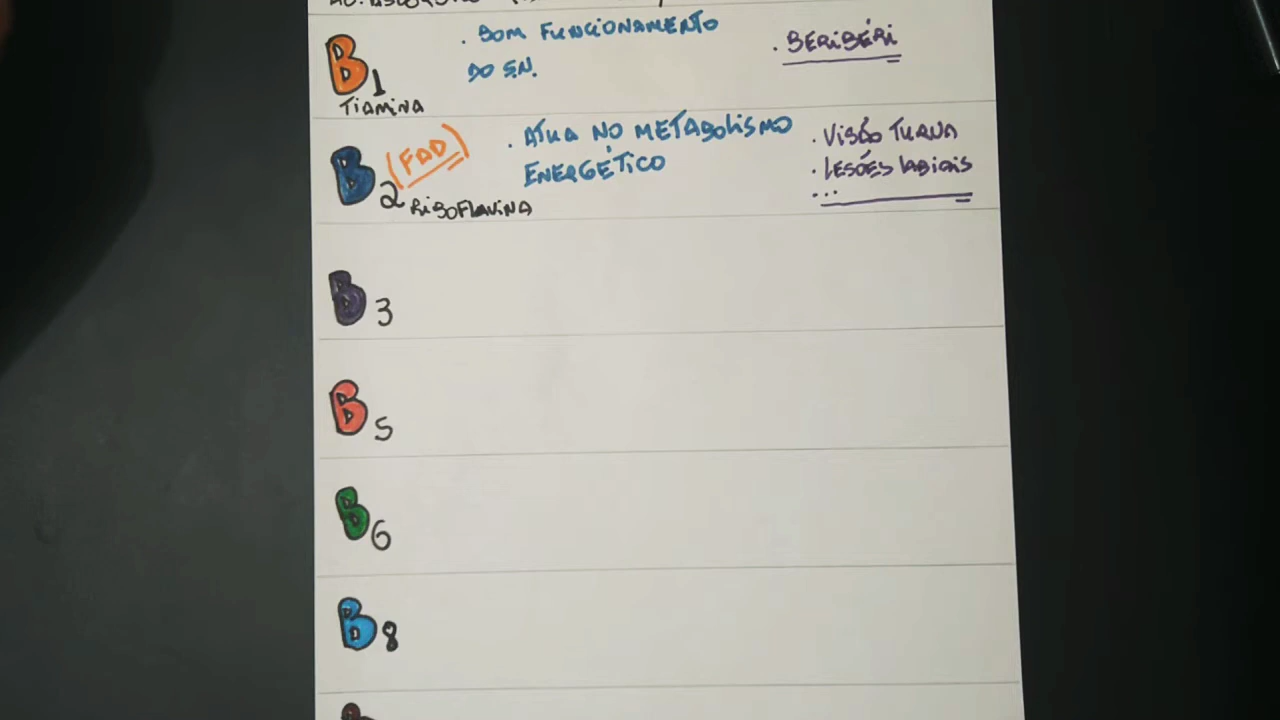 B1 . BOM FUNCIONAMENTO . BERIBÉRI
DO S.N.
TIAMINA
B2 (FAD) . ATUA NO METABOLISMO . VISÃO TURVA
ENERGÉTICO . LESÕES LABIAIS
...
RIBOFLAVINA
B3
B5
B6
B8